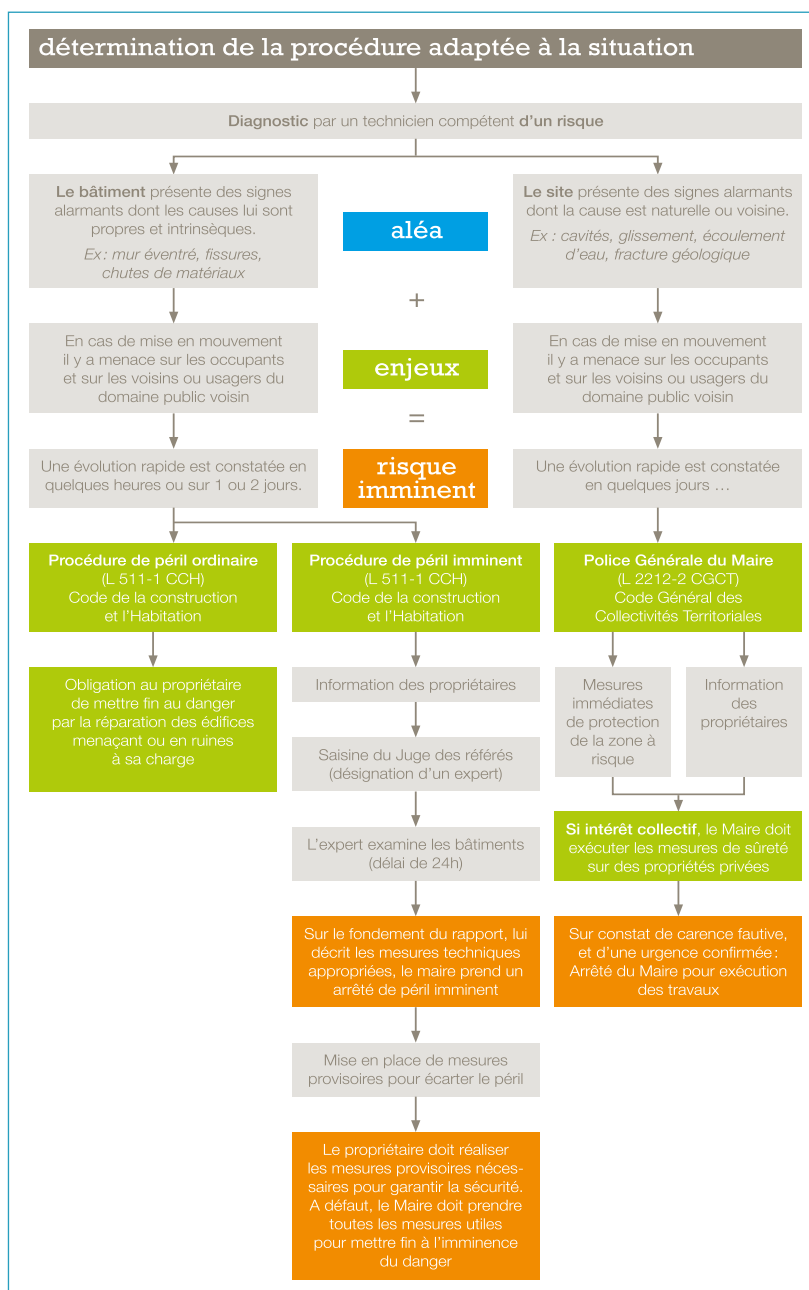 détermination de la procédure adaptée à la situation
Diagnostic par un technicien compétent d'un risque
Le bâtiment présente des signes
alarmants dont les causes lui sont
propres et intrinsèques.
Ex : mur éventré, fissures,
chutes de matériaux
aléa
Le site présente des signes alarmants
dont la cause est naturelle ou voisine.
Ex : cavités, glissement, écoulement
d'eau, fracture géologique
+
En cas de mise en mouvement
il y a menace sur les occupants
et sur les voisins ou usagers du
domaine public voisin
enjeux
En cas de mise en mouvement
il y a menace sur les occupants
et sur les voisins ou usagers du
domaine public voisin
=
Une évolution rapide est constatée en
quelques heures ou sur 1 ou 2 jours.
risque
imminent
Une évolution rapide est constatée
en quelques jours ...
Procédure de péril ordinaire
(L 511-1 CCH)
Code de la construction
et l'Habitation
Procédure de péril imminent
(L 511-1 CCH)
Code de la construction
et l'Habitation
Police Générale du Maire
(L 2212-2 CGCT)
Code Général des
Collectivités Territoriales
Obligation au propriétaire
de mettre fin au danger
par la réparation des édifices
menaçant ou en ruines
à sa charge
Information des propriétaires
Saisine du Juge des référés
(désignation d'un expert)
L'expert examine les bâtiments
(délai de 24h)
Sur le fondement du rapport, lui
décrit les mesures techniques
appropriées, le maire prend un
arrêté de péril imminent
Mise en place de mesures
provisoires pour écarter le péril
Le propriétaire doit réaliser
les mesures provisoires néces-
saires pour garantir la sécurité.
A défaut, le Maire doit prendre
toutes les mesures utiles
pour mettre fin à l'imminence
du danger
Mesures
immédiates
de protection
de la zone à
risque
Information
des
propriétaires
Si intérêt collectif, le Maire doit
exécuter les mesures de sûreté
sur des propriétés privées
Sur constat de carence fautive,
et d'une urgence confirmée :
Arrêté du Maire pour exécution
des travaux